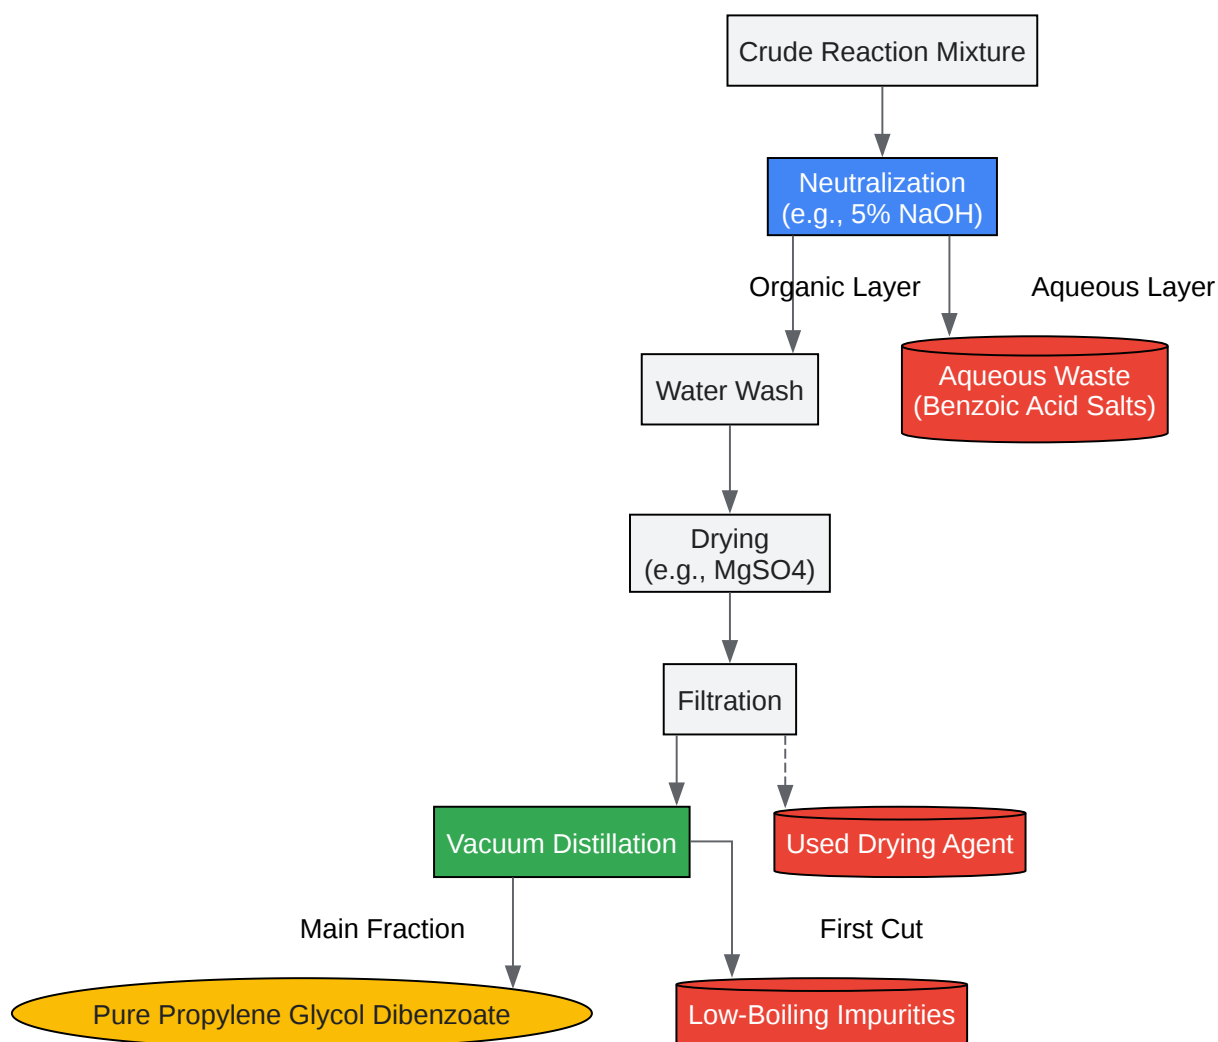 Crude Reaction Mixture
Neutralization
(e.g., 5% NaOH)
Organic Layer
Aqueous Layer
Water Wash
Aqueous Waste
(Benzoic Acid Salts)
Drying
(e.g., MgSO4)
Filtration
Vacuum Distillation
Used Drying Agent
Main Fraction
First Cut
Pure Propylene Glycol Dibenzoate
Low-Boiling Impurities